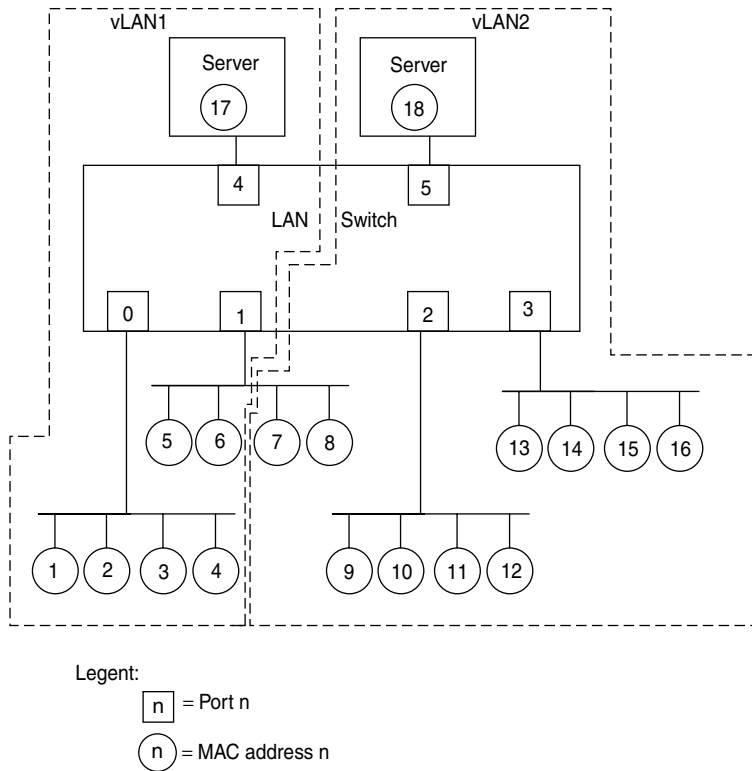 vLAN1 vLAN2
Server Server
17 18
4 5
LAN Switch
0 1 2 3
5 6 7 8
13 14 15 16
1 2 3 4 9 10 11 12
Legent:
n = Port n
n = MAC address n